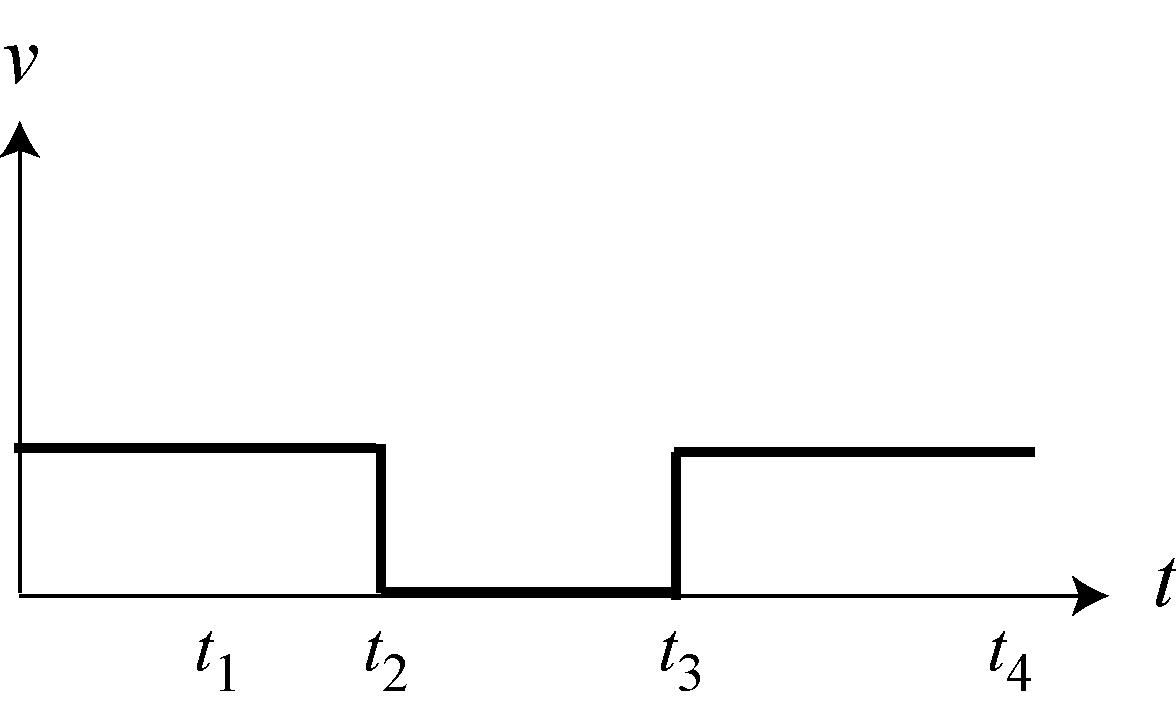 v
t₁ t₂ t₃ t₄ t